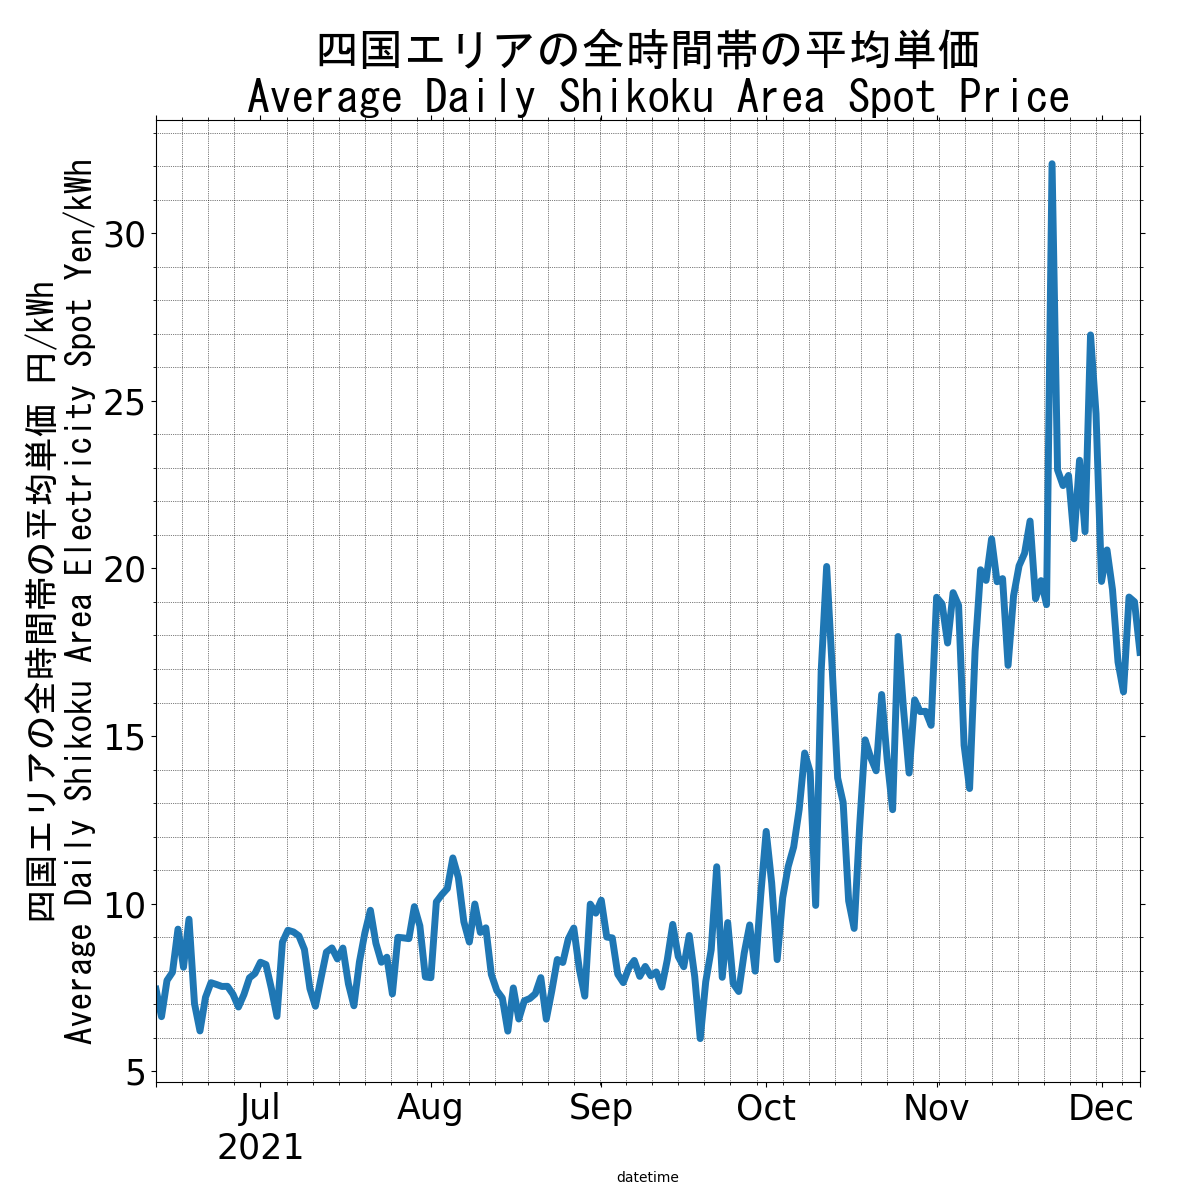 四国エリアの全時間帯の平均単価
Average Daily Shikoku Area Spot Price
四国エリアの全時間帯の平均単価 円/kWh
Average Daily Shikoku Area Electricity Spot Yen/kWh
30
25
20
15
10
5
Jul
2021
Aug
Sep
Oct
Nov
Dec
datetime